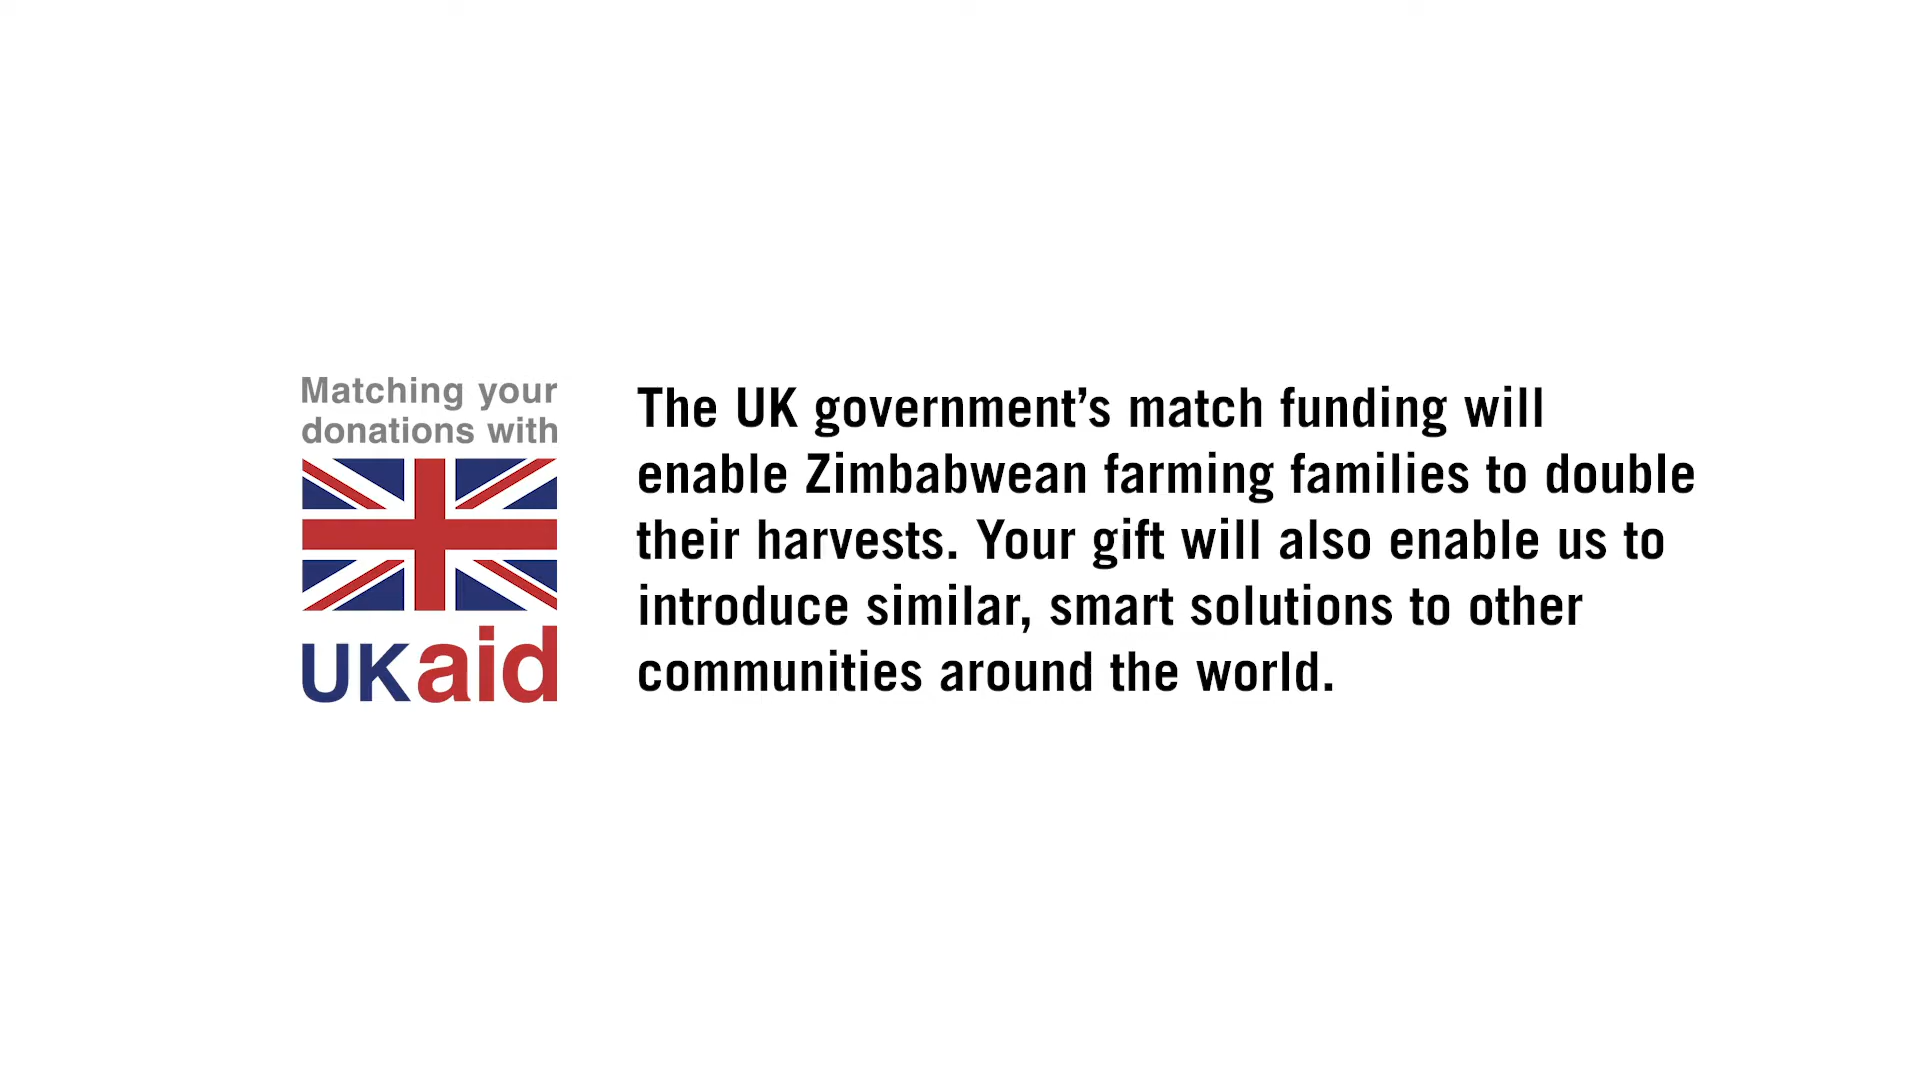 Matching your
donations with
UKaid
The UK government’s match funding will
enable Zimbabwean farming families to double
their harvests. Your gift will also enable us to
introduce similar, smart solutions to other
communities around the world.